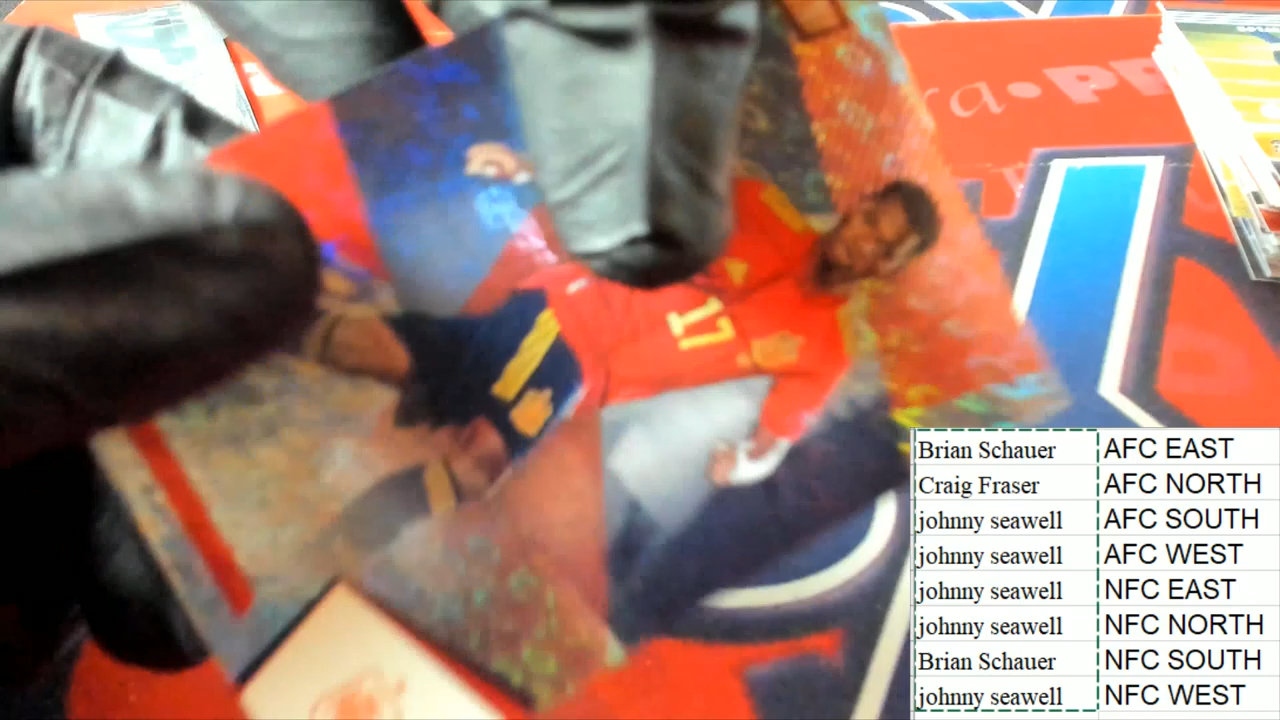 17
Brian Schauer AFC EAST
Craig Fraser AFC NORTH
johnny seawell AFC SOUTH
johnny seawell AFC WEST
johnny seawell NFC EAST
johnny seawell NFC NORTH
Brian Schauer NFC SOUTH
johnny seawell NFC WEST